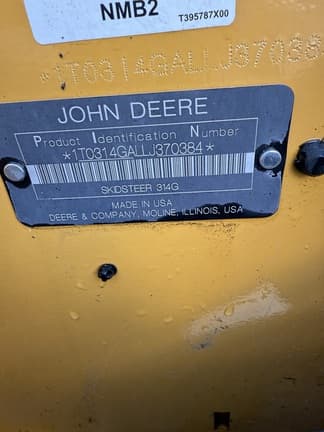 NMB2
T395787X00
*1T0314GALLJ37038
JOHN DEERE
Product Identification Number
*1T0314GALLJ370384*
SKIDSTEER 314G
MADE IN USA
DEERE & COMPANY, MOLINE, ILLINOIS, USA